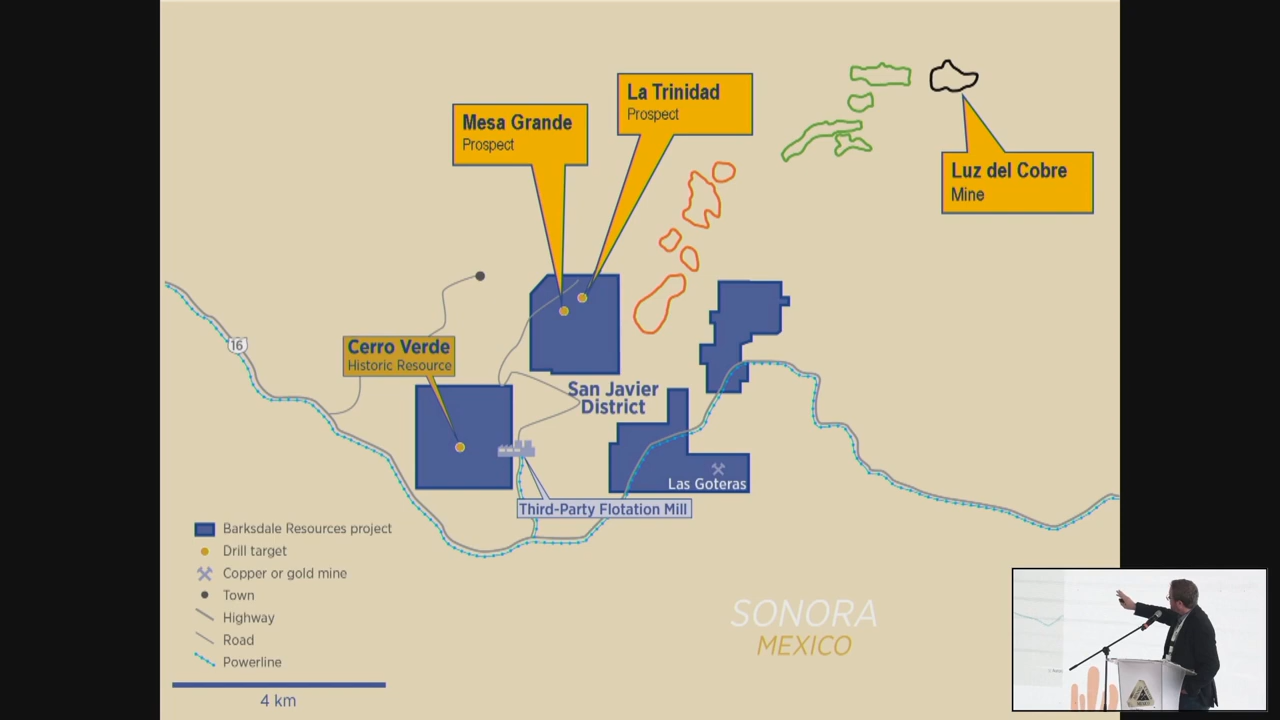 La Trinidad
Prospect
Mesa Grande
Prospect
Luz del Cobre
Mine
16
Cerro Verde
Historic Resource
San Javier
District
Las Goteras
Third-Party Flotation Mill
Barksdale Resources project
Drill target
Copper or gold mine
Town
Highway
Road
Powerline
4 km
SONORA
MEXICO